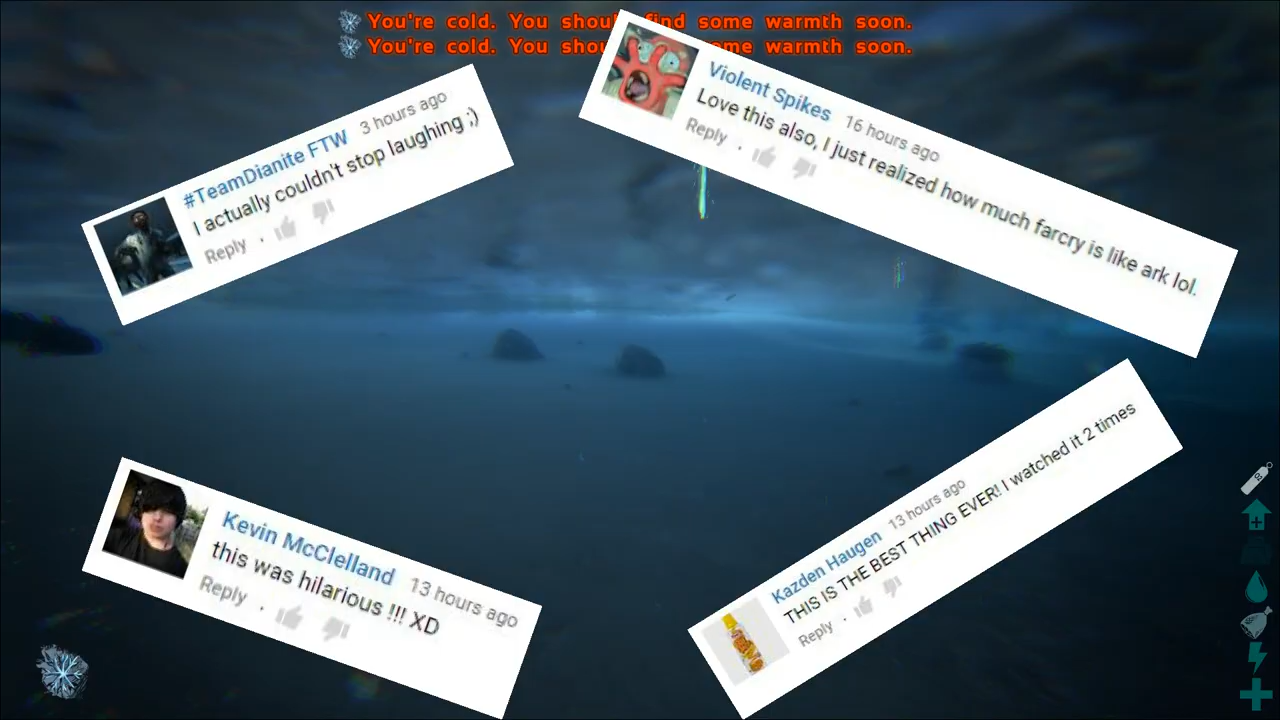 You're cold. You shou find some warmth soon.
You're cold. You shou ome warmth soon.
#TeamDianite FTW 3 hours ago
I actually couldn't stop laughing ;)
Reply
Violent Spikes 16 hours ago
Love this also, I just realized how much farcry is like ark lol.
Reply
Kevin McClelland 13 hours ago
this was hilarious !!! XD
Reply
Kazden Haugen 13 hours ago
THIS IS THE BEST THING EVER! I watched it 2 times
Reply